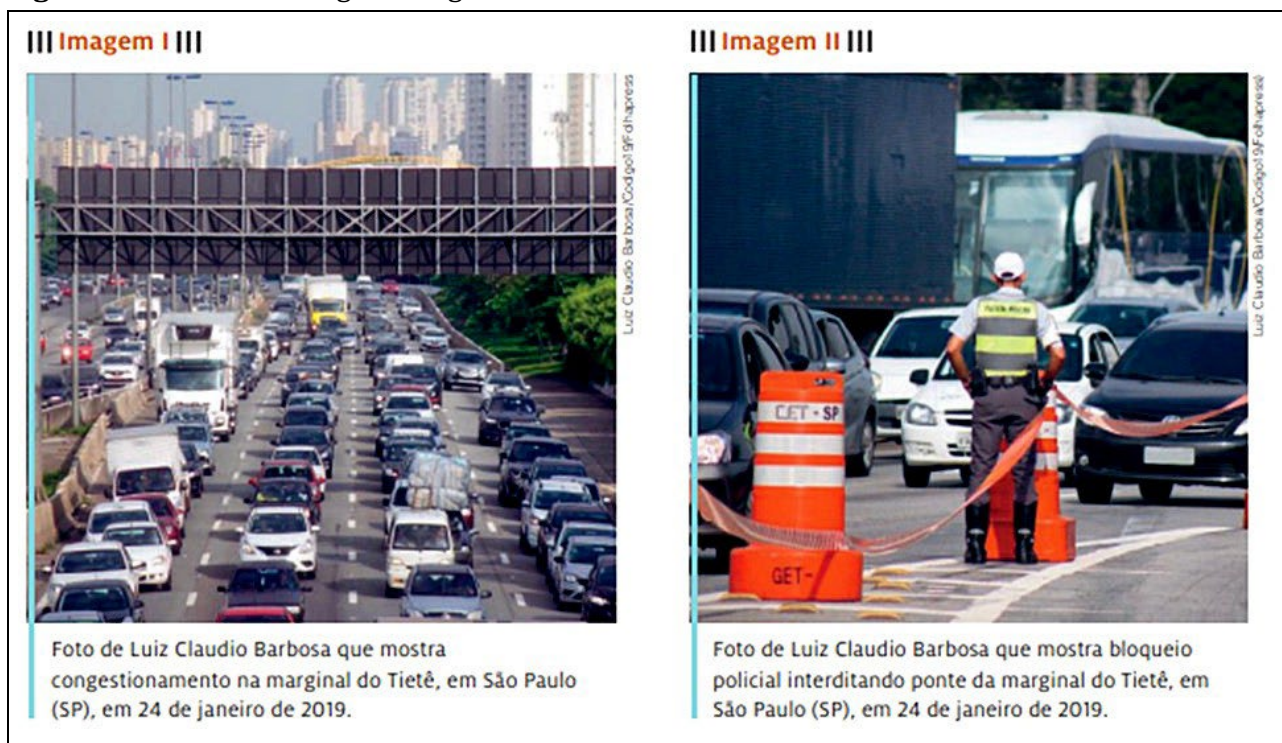 ||| Imagem I |||
Luiz Claudio Barbosa/Codigo19/Folhapress
Foto de Luiz Claudio Barbosa que mostra
congestionamento na marginal do Tietê, em São Paulo
(SP), em 24 de janeiro de 2019.
||| Imagem II |||
Luiz Claudio Barbosa/Codigo19/Folhapress)
CET - SP
GET-
Foto de Luiz Claudio Barbosa que mostra bloqueio
policial interditando ponte da marginal do Tietê, em
São Paulo (SP), em 24 de janeiro de 2019.